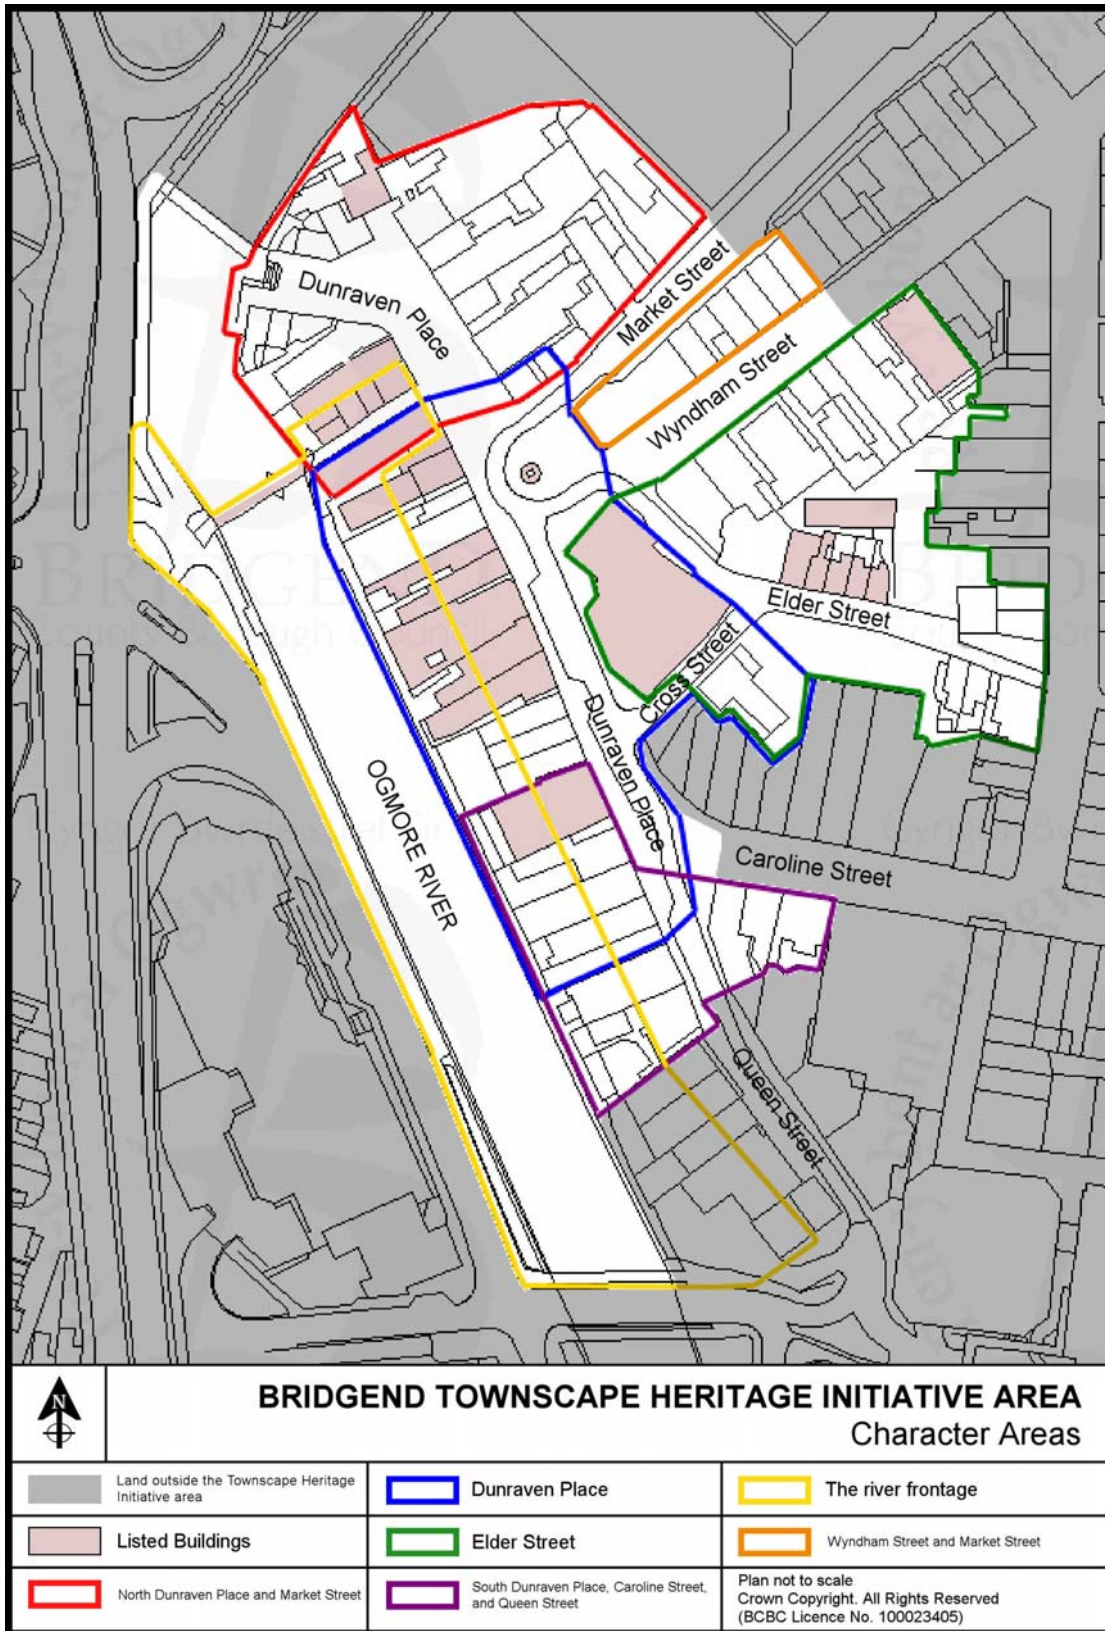 Dunraven Place
Market Street
Wyndham Street
Elder Street
Cross Street
Dunraven Place
OGMORE RIVER
Caroline Street
Queen Street
N
BRIDGEND TOWNSCAPE HERITAGE INITIATIVE AREA
Character Areas
Land outside the Townscape Heritage
Initiative area
Dunraven Place
The river frontage
Listed Buildings
Elder Street
Wyndham Street and Market Street
North Dunraven Place and Market Street
South Dunraven Place, Caroline Street,
and Queen Street
Plan not to scale
Crown Copyright. All Rights Reserved
(BCBC Licence No. 100023405)